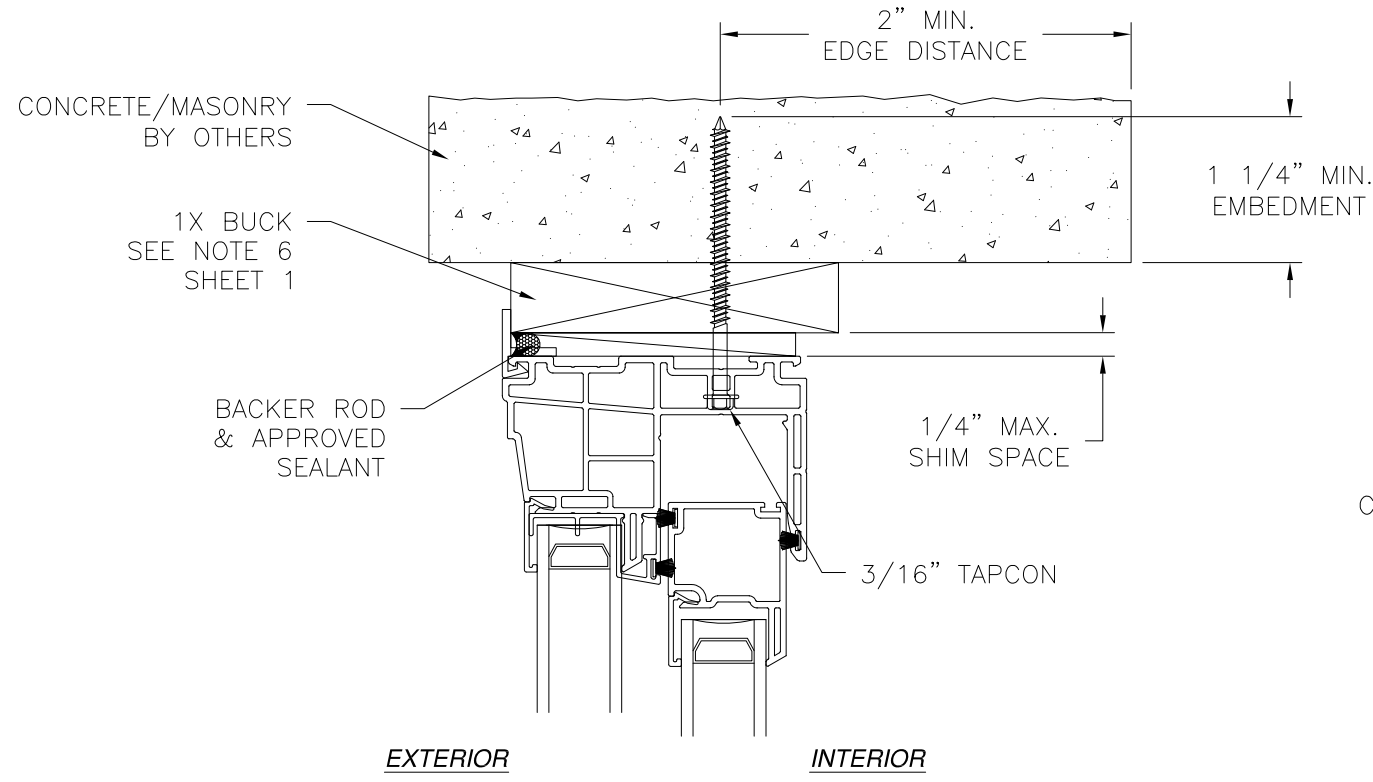 2” MIN.
EDGE DISTANCE
CONCRETE/MASONRY
BY OTHERS
1 1/4” MIN.
EMBEDMENT
1X BUCK
SEE NOTE 6
SHEET 1
BACKER ROD
& APPROVED
SEALANT
1/4” MAX.
SHIM SPACE
C
3/16” TAPCON
EXTERIOR
INTERIOR